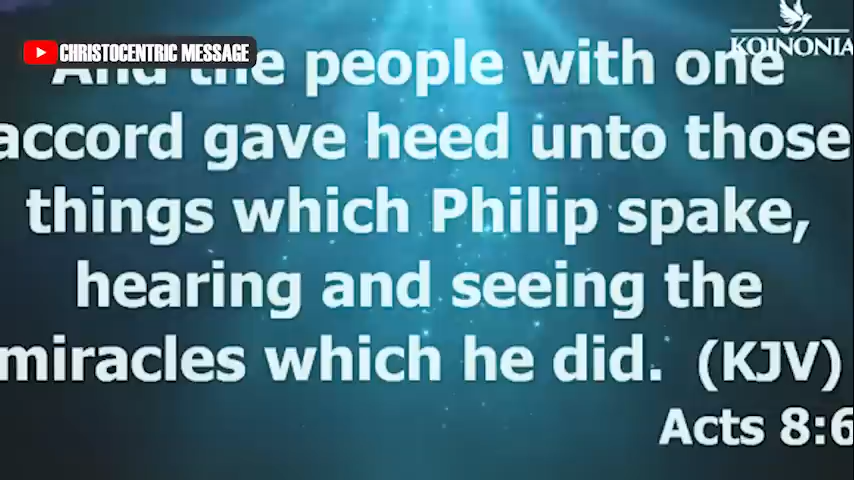 CHRISTOCENTRIC MESSAGE
KOINONIA
And the people with one
accord gave heed unto those
things which Philip spake,
hearing and seeing the
miracles which he did. (KJV)
Acts 8:6